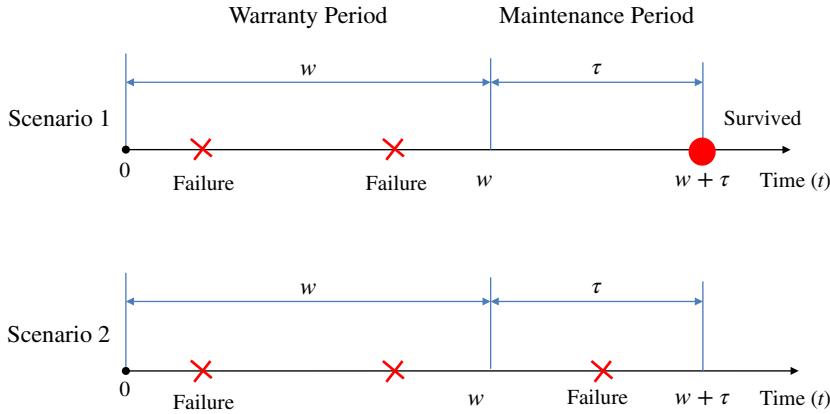 Warranty Period Maintenance Period
w τ
Scenario 1 Survived
0 Failure Failure w w + τ Time (t)
w τ
Scenario 2
0 Failure w Failure w + τ Time (t)